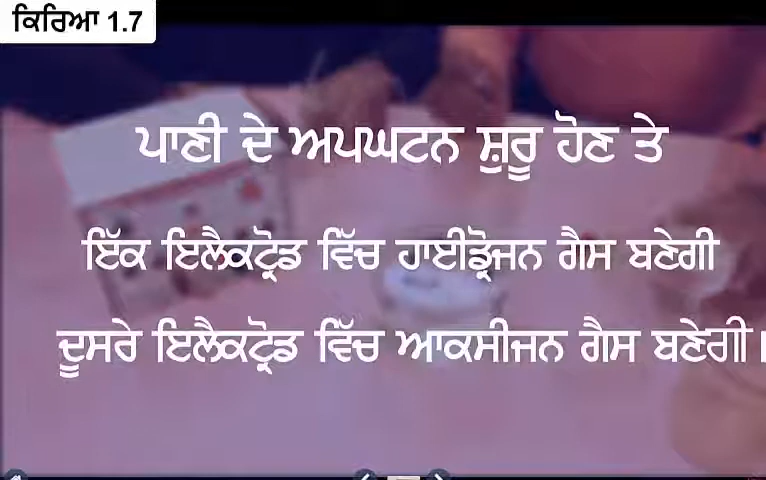 ਕਿਰਿਆ 1.7
ਪਾਣੀ ਦੇ ਅਪਘਟਨ ਸ਼ੁਰੂ ਹੋਣ ਤੇ
ਇੱਕ ਇਲੈਕਟ੍ਰੋਡ ਵਿੱਚ ਹਾਈਡ੍ਰੋਜਨ ਗੈਸ ਬਣੇਗੀ
ਦੂਸਰੇ ਇਲੈਕਟ੍ਰੋਡ ਵਿੱਚ ਆਕਸੀਜਨ ਗੈਸ ਬਣੇਗੀ।